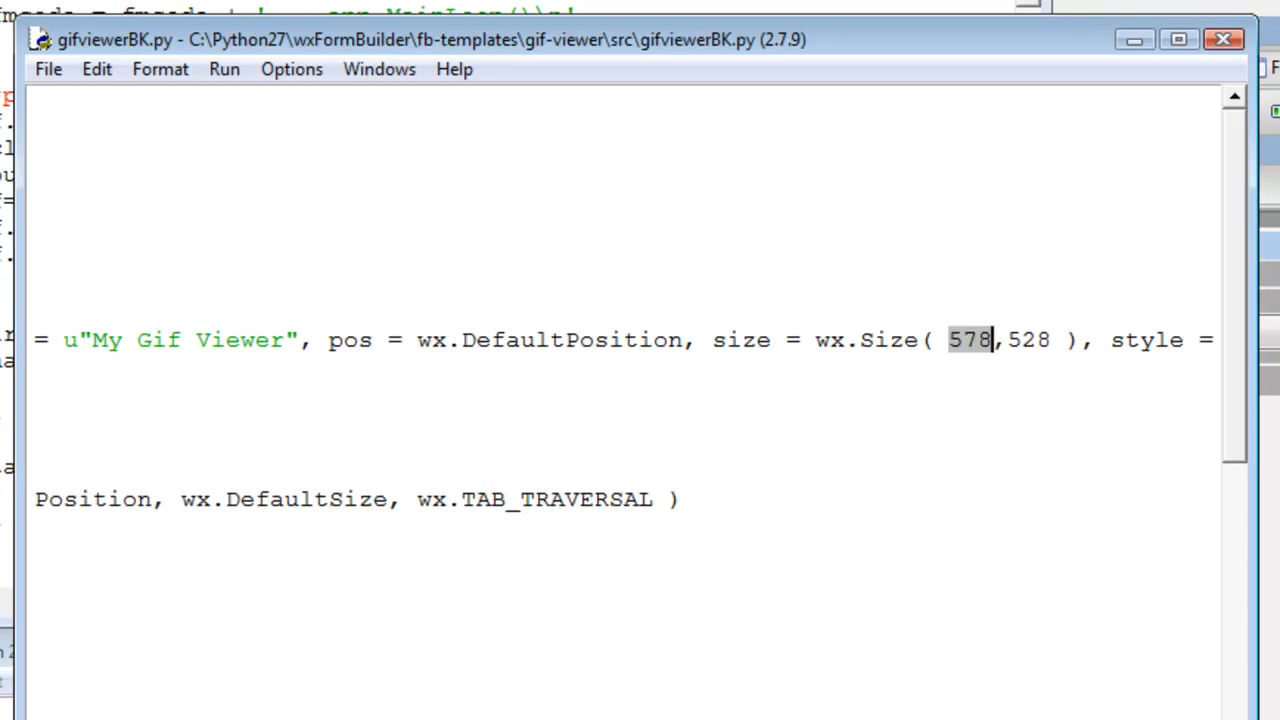 gifviewerBK.py - C:\Python27\wxFormBuilder\fb-templates\gif-viewer\src\gifviewerBK.py (2.7.9)
File Edit Format Run Options Windows Help
= u"My Gif Viewer", pos = wx.DefaultPosition, size = wx.Size( 578,528 ), style =
Position, wx.DefaultSize, wx.TAB_TRAVERSAL )